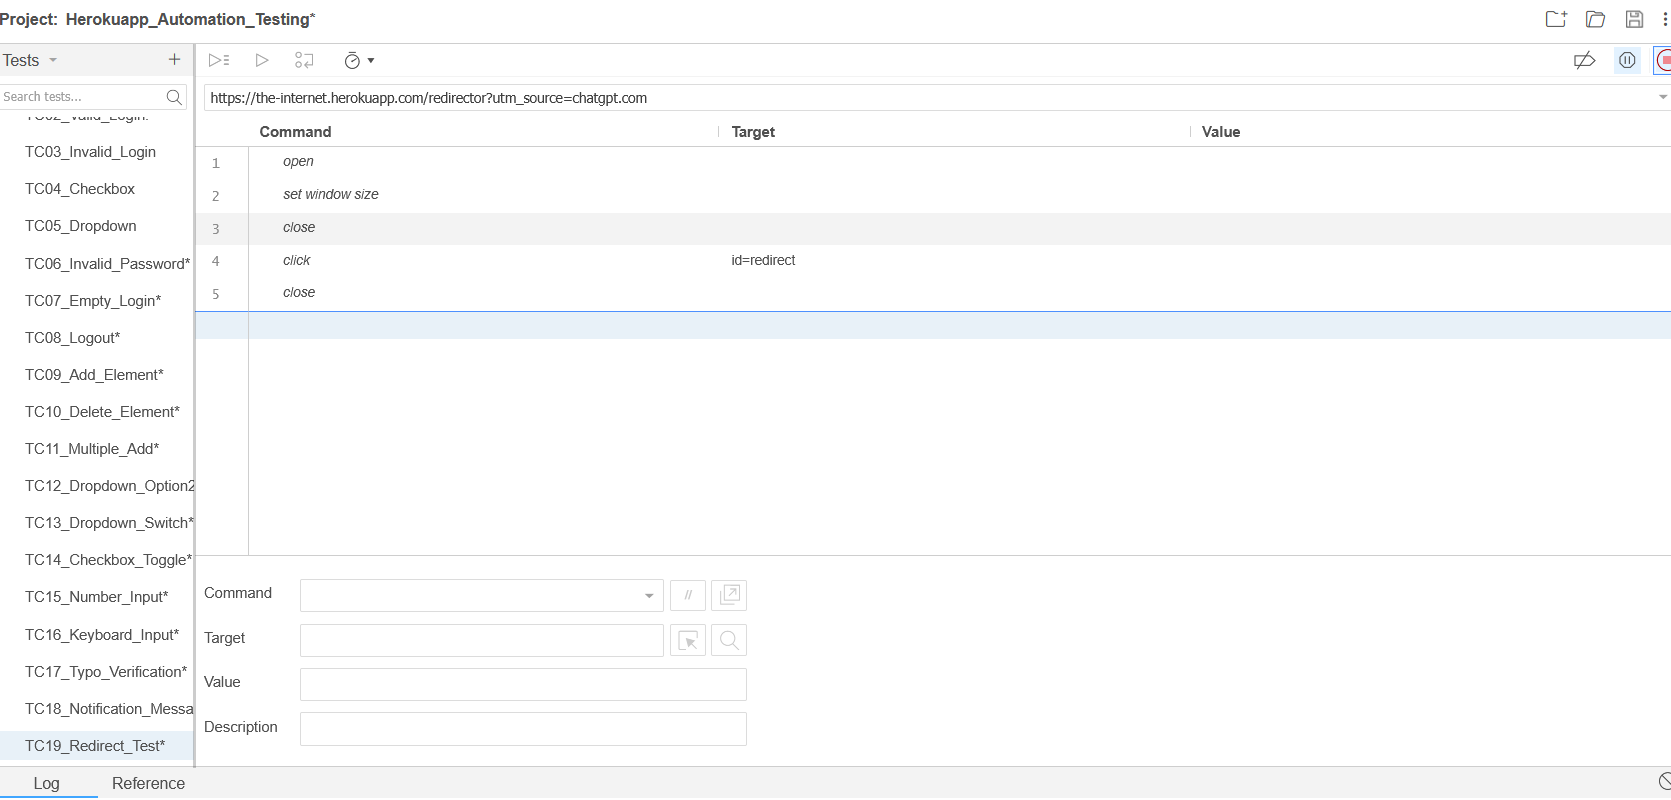 Project: Herokuapp_Automation_Testing*
Tests
Search tests...
TC02_Valid_Login*
TC03_Invalid_Login
TC04_Checkbox
TC05_Dropdown
TC06_Invalid_Password*
TC07_Empty_Login*
TC08_Logout*
TC09_Add_Element*
TC10_Delete_Element*
TC11_Multiple_Add*
TC12_Dropdown_Option2
TC13_Dropdown_Switch*
TC14_Checkbox_Toggle*
TC15_Number_Input*
TC16_Keyboard_Input*
TC17_Typo_Verification*
TC18_Notification_Messa
TC19_Redirect_Test*
https://the-internet.herokuapp.com/redirector?utm_source=chatgpt.com
Command Target Value
1 open
2 set window size
3 close
4 click id=redirect
5 close
Command //
Target
Value
Description
Log Reference